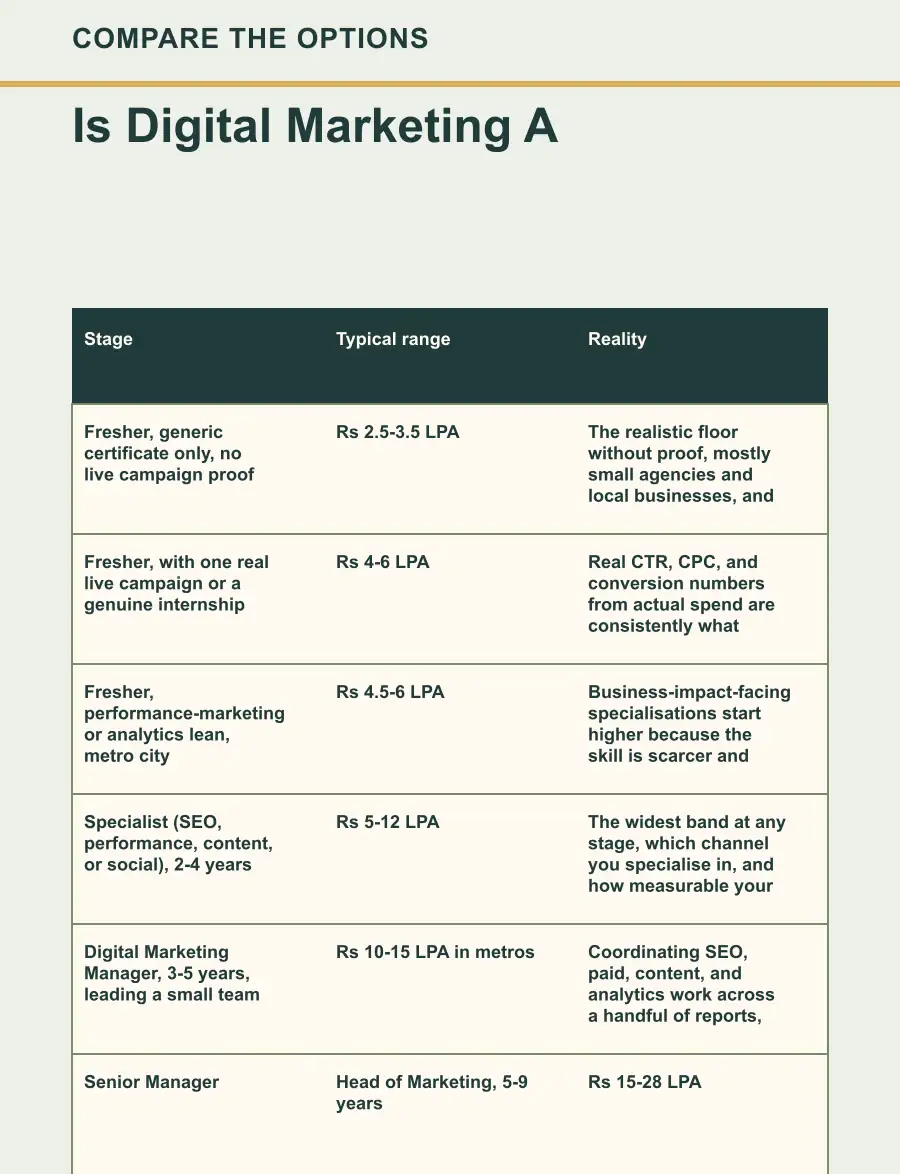 COMPARE THE OPTIONS
Is Digital Marketing A
Stage
Typical range
Reality
Fresher, generic
certificate only, no
live campaign proof
Rs 2.5-3.5 LPA
The realistic floor
without proof, mostly
small agencies and
local businesses, and
Fresher, with one real
live campaign or a
genuine internship
Rs 4-6 LPA
Real CTR, CPC, and
conversion numbers
from actual spend are
consistently what
Fresher,
performance-marketing
or analytics lean,
metro city
Rs 4.5-6 LPA
Business-impact-facing
specialisations start
higher because the
skill is scarcer and
Specialist (SEO,
performance, content,
or social), 2-4 years
Rs 5-12 LPA
The widest band at any
stage, which channel
you specialise in, and
how measurable your
Digital Marketing
Manager, 3-5 years,
leading a small team
Rs 10-15 LPA in metros
Coordinating SEO,
paid, content, and
analytics work across
a handful of reports,
Senior Manager
Head of Marketing, 5-9
years
Rs 15-28 LPA